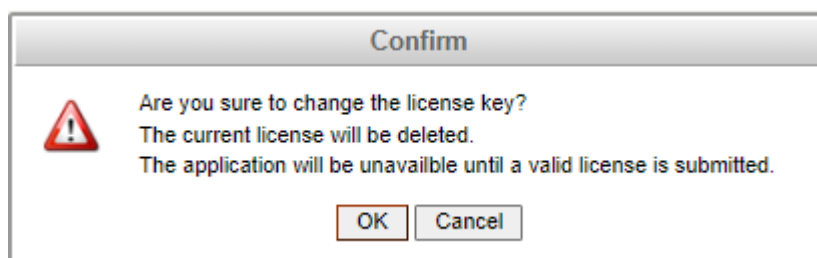 Confirm
Are you sure to change the license key?
The current license will be deleted.
The application will be unavailble until a valid license is submitted.
OK Cancel